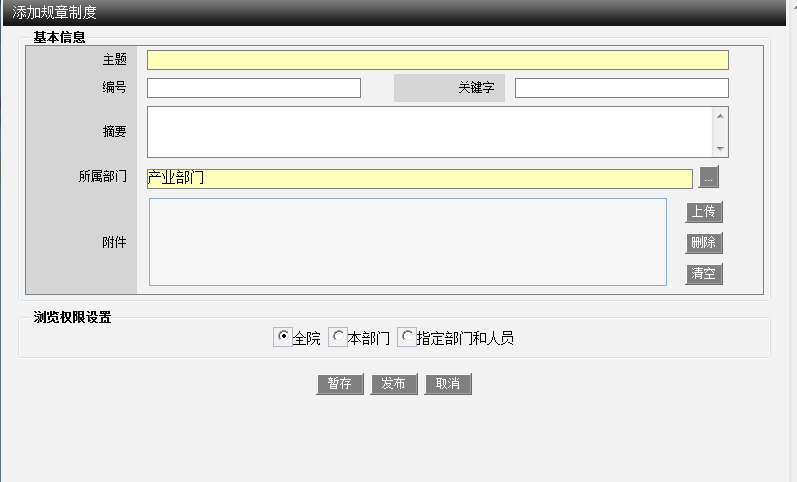 添加规章制度
基本信息
主题
编号 关键字
摘要
所属部门 产业部门 ...
附件
上传
删除
清空
浏览权限设置
全院 本部门 指定部门和人员
暂存 发布 取消